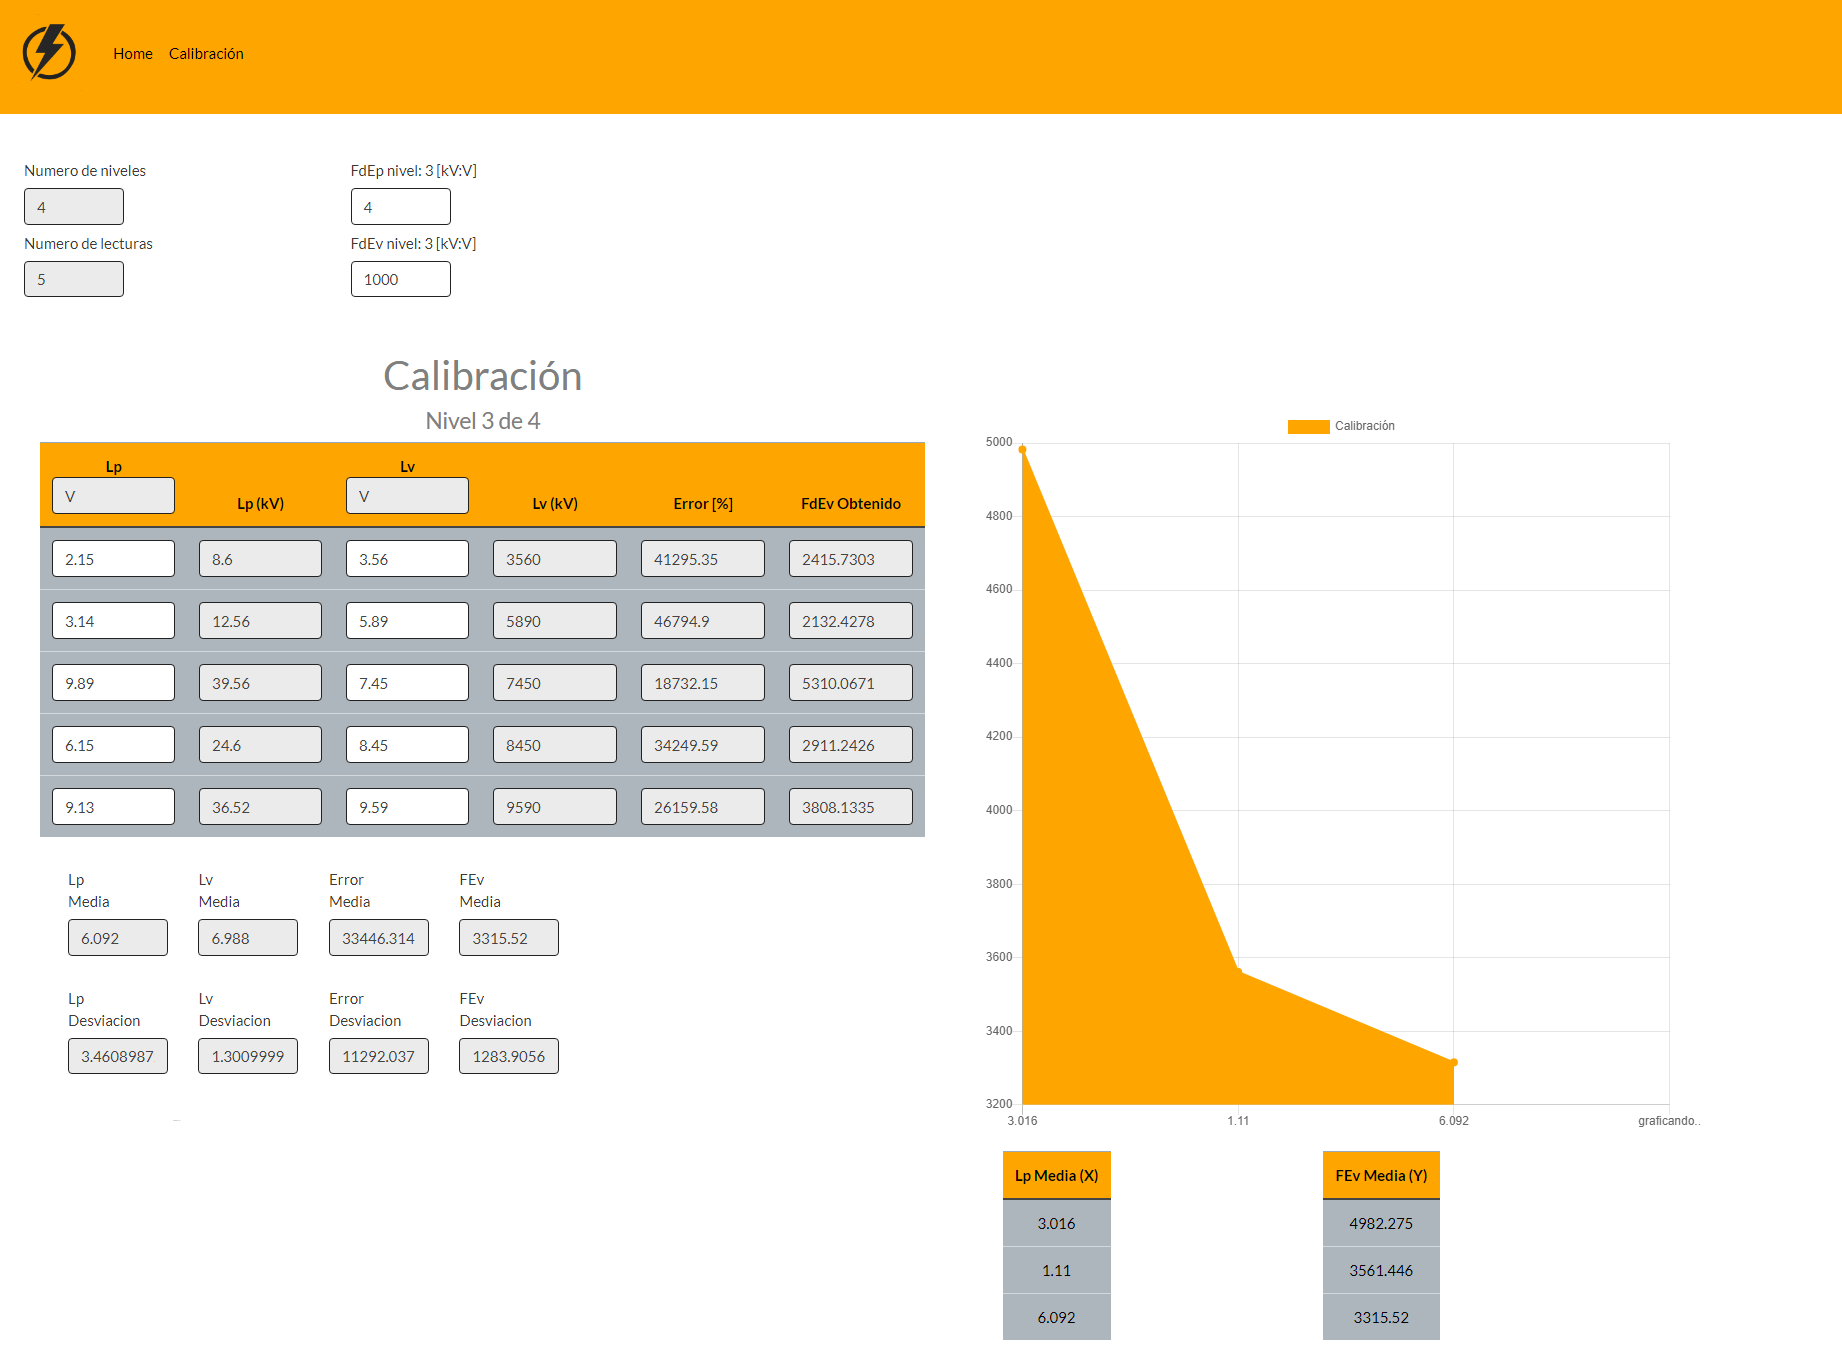 Home Calibración
Numero de niveles FdEp nivel: 3 [kV:V]
4 4
Numero de lecturas FdEv nivel: 3 [kV:V]
5 1000
Calibración
Nivel 3 de 4
Lp Lv
V Lp (kV) V Lv (kV) Error [%] FdEv Obtenido
2.15 8.6 3.56 3560 41295.35 2415.7303
3.14 12.56 5.89 5890 46794.9 2132.4278
9.89 39.56 7.45 7450 18732.15 5310.0671
6.15 24.6 8.45 8450 34249.59 2911.2426
9.13 36.52 9.59 9590 26159.58 3808.1335
Lp Lv Error FEv
Media Media Media Media
6.092 6.988 33446.314 3315.52
Lp Lv Error FEv
Desviacion Desviacion Desviacion Desviacion
3.4608987 1.3009999 11292.037 1283.9056
Calibración
5000
4800
4600
4400
4200
4000
3800
3600
3400
3200
3.016 1.11 6.092 graficando..
Lp Media (X) FEv Media (Y)
3.016 4982.275
1.11 3561.446
6.092 3315.52